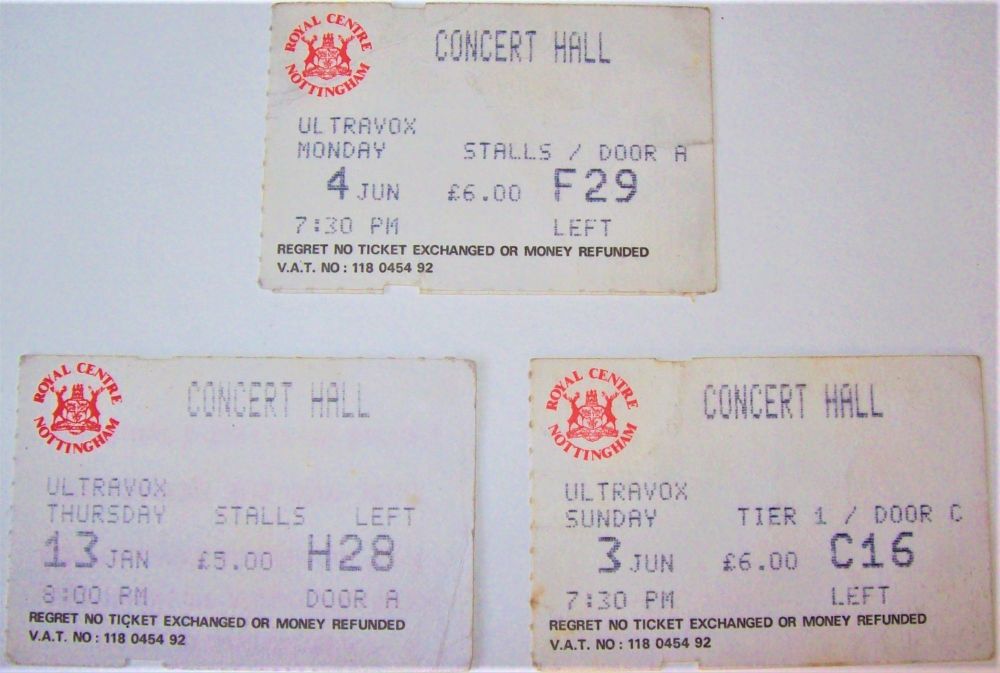 ROYAL CENTRE
NOTTINGHAM
CONCERT HALL
ULTRAVOX
MONDAY STALLS / DOOR A
4 JUN £6.00 F29
7:30 PM LEFT
REGRET NO TICKET EXCHANGED OR MONEY REFUNDED
V.A.T. NO : 118 0454 92
ROYAL CENTRE
NOTTINGHAM
CONCERT HALL
ULTRAVOX
THURSDAY STALLS LEFT
13 JAN £5.00 H28
8:00 PM DOOR A
REGRET NO TICKET EXCHANGED OR MONEY REFUNDED
V.A.T. NO : 118 0454 92
ROYAL CENTRE
NOTTINGHAM
CONCERT HALL
ULTRAVOX
SUNDAY TIER 1 / DOOR C
3 JUN £6.00 C16
7:30 PM LEFT
REGRET NO TICKET EXCHANGED OR MONEY REFUNDED
V.A.T. NO : 118 0454 92